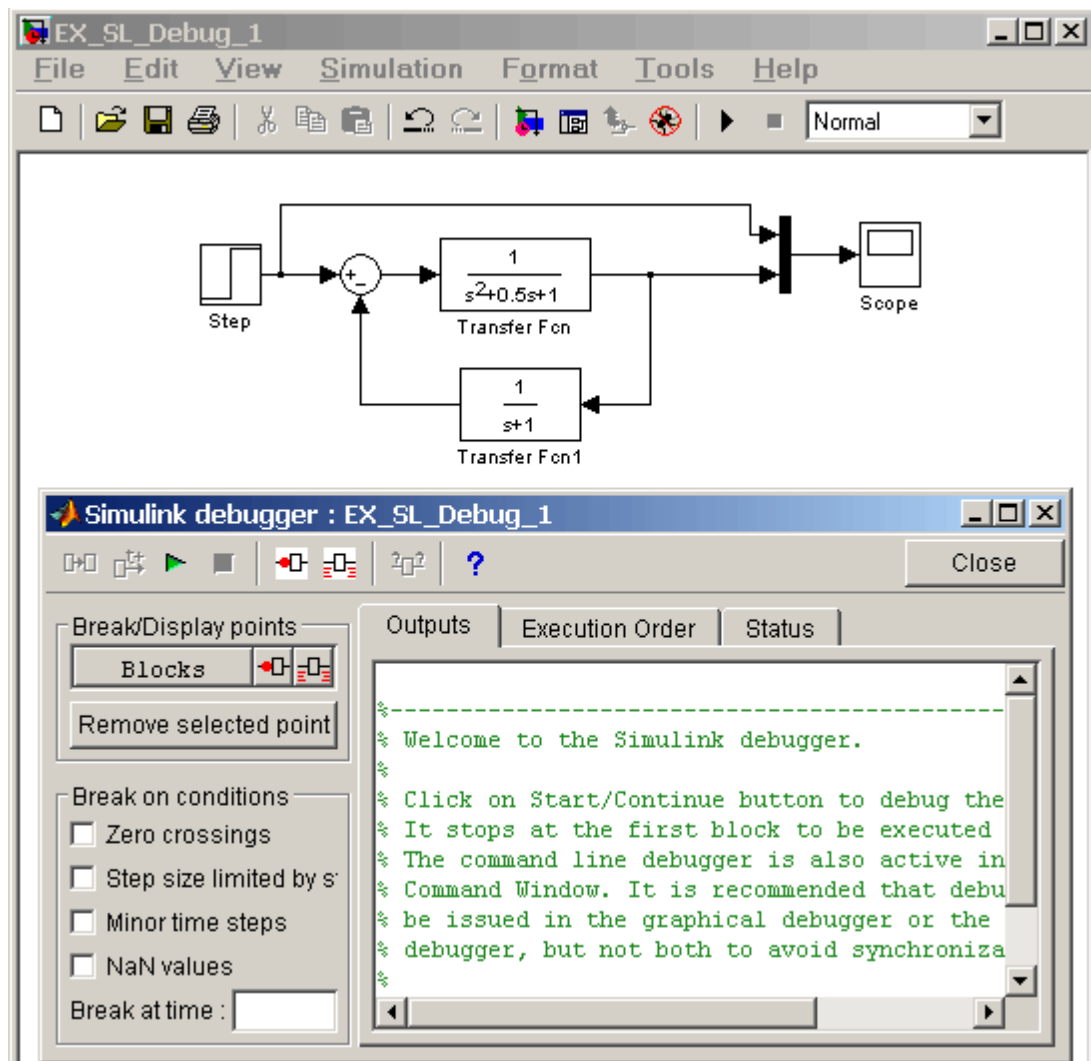 EX_SL_Debug_1
File Edit View Simulation Format Tools Help
Normal
+
-
1
s²+0.5s+1
Step
Transfer Fcn
Scope
1
s+1
Transfer Fcn1
Simulink debugger : EX_SL_Debug_1
Close
Break/Display points
Blocks
Remove selected point
Break on conditions
Zero crossings
Step size limited by s
Minor time steps
NaN values
Break at time :
Outputs Execution Order Status
%--------------------------------------------
% Welcome to the Simulink debugger.
%
% Click on Start/Continue button to debug the
% It stops at the first block to be executed
% The command line debugger is also active in
% Command Window. It is recommended that debu
% be issued in the graphical debugger or the
% debugger, but not both to avoid synchroniza
%